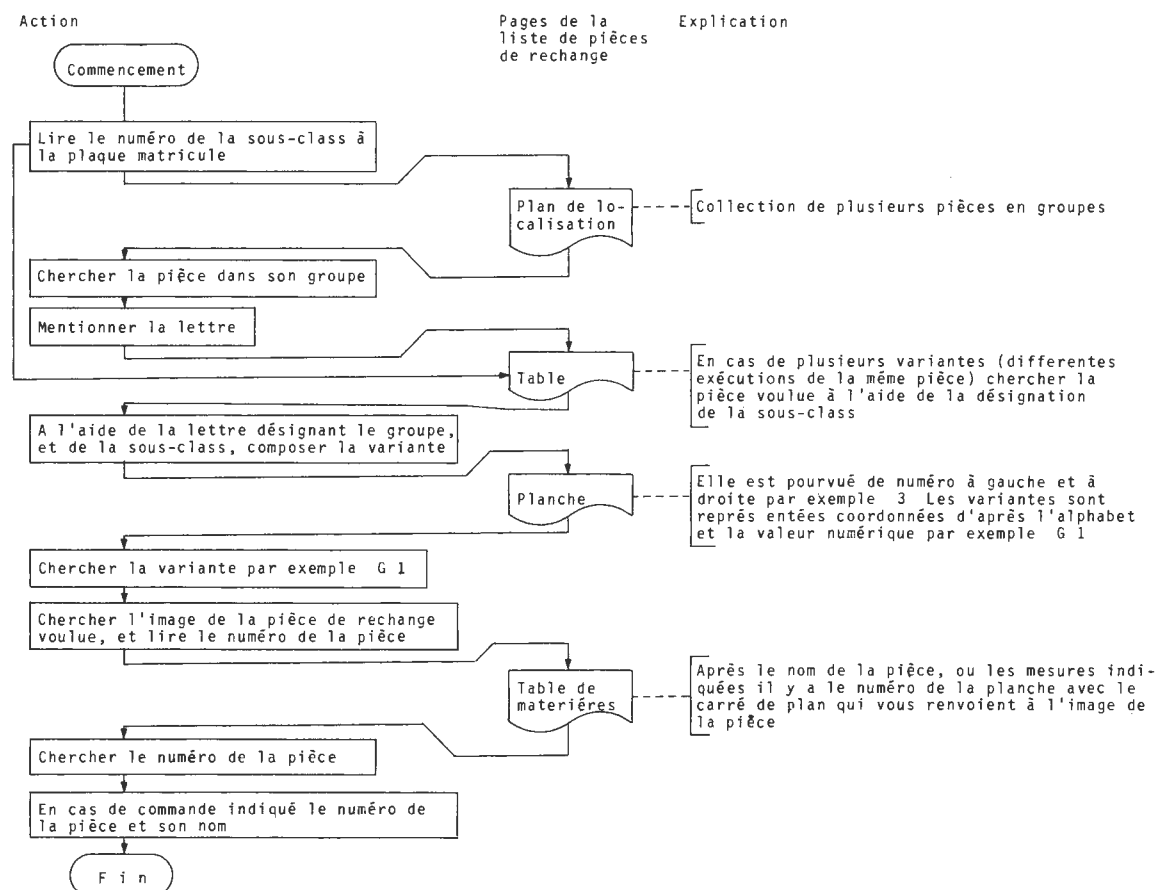 Action
Pages de la
liste de pièces
de rechange
Explication
Commencement
Lire le numéro de la sous-class à
la plaque matricule
Plan de lo-
calisation
Collection de plusieurs pièces en groupes
Chercher la pièce dans son groupe
Mentionner la lettre
Table
En cas de plusieurs variantes (differentes
exécutions de la méme pièce) chercher la
pièce voulue à l'aide de la désignation
de la sous-class
A l'aide de la lettre désignant le groupe,
et de la sous-class, composer la variante
Planche
Elle est pourvué de numéro à gauche et à
droite par exemple 3 Les variantes sont
représ entées coordonnées d'après l'alphabet
et la valeur numérique par exemple G 1
Chercher la variante par exemple G 1
Chercher l'image de la pièce de rechange
voulue, et lire le numéro de la pièce
Table de
materiéres
Après le nom de la pièce, ou les mesures indi-
quées il y a le numéro de la planche avec le
carré de plan qui vous renvoient à l'image de
la pièce
Chercher le numéro de la pièce
En cas de commande indiqué le numéro de
la pièce et son nom
F i n